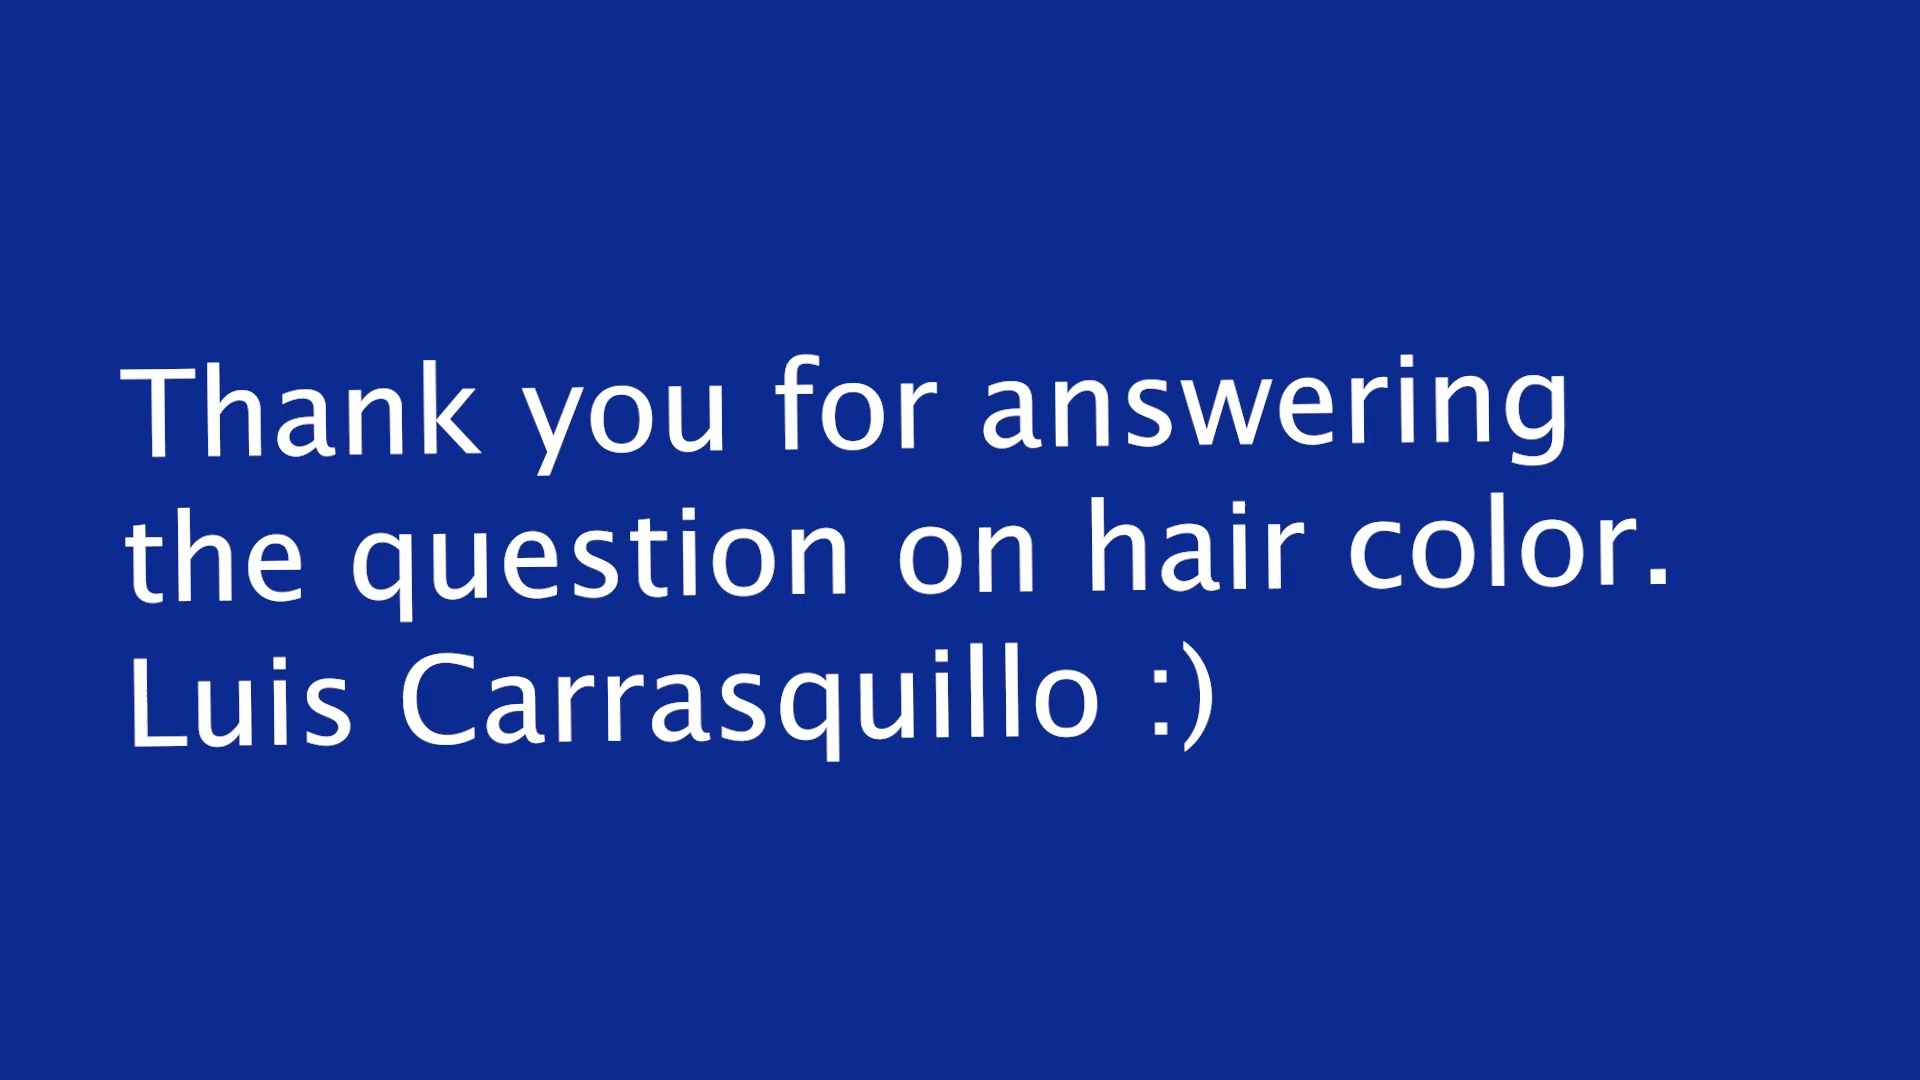 Thank you for answering
the question on hair color.
Luis Carrasquillo :)